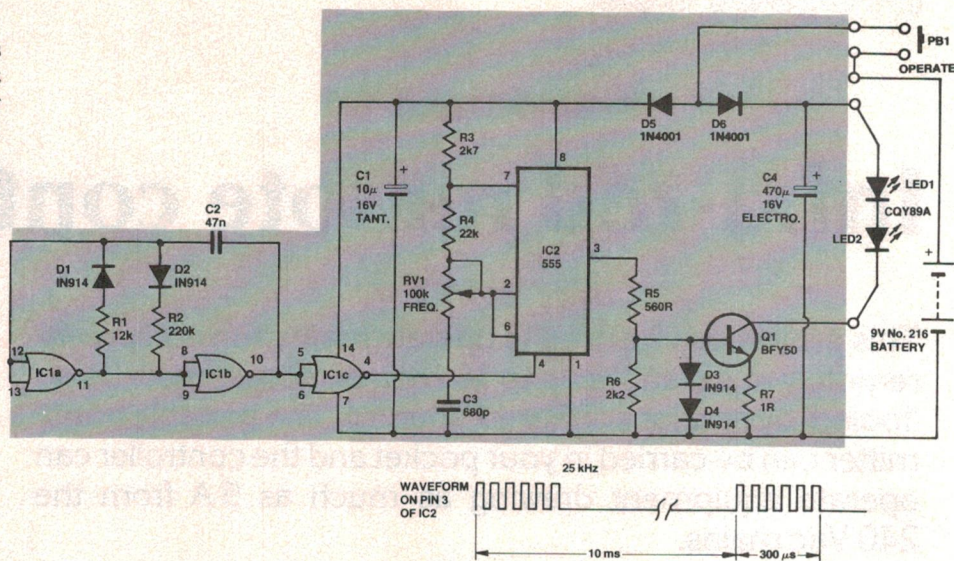 PB1
OPERATE
D5
1N4001
D6
1N4001
R3
2k7
8
7
C1
10µ
16V
TANT.
C4
470µ
16V
ELECTRO.
LED1
CQY89A
LED2
C2
47n
R4
22k
IC2
555
3
D1
IN914
D2
IN914
RV1
100k
FREQ.
2
6
R5
560R
R1
12k
R2
220k
9V No. 216
BATTERY
Q1
BFY50
12
13
IC1a
11
8
9
IC1b
10
5
6
14
IC1c
4
7
4
1
D3
IN914
R6
2k2
D4
IN914
R7
1R
C3
680p
WAVEFORM
ON PIN 3
OF IC2
25 kHz
10 ms
300 µs